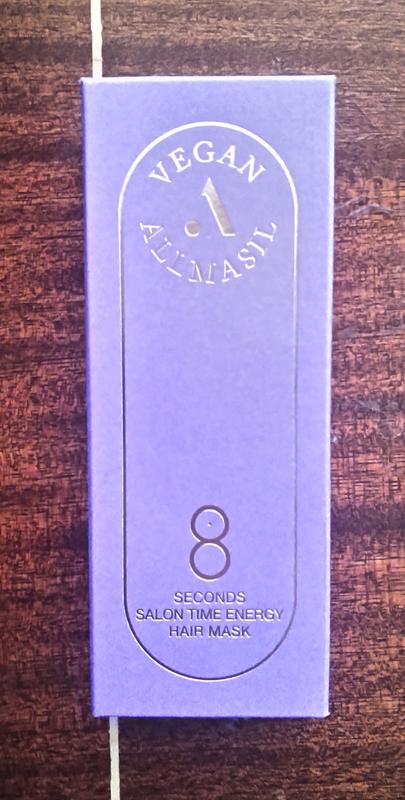 VEGAN
A
ALLMASIL
8
SECONDS
SALON TIME ENERGY
HAIR MASK